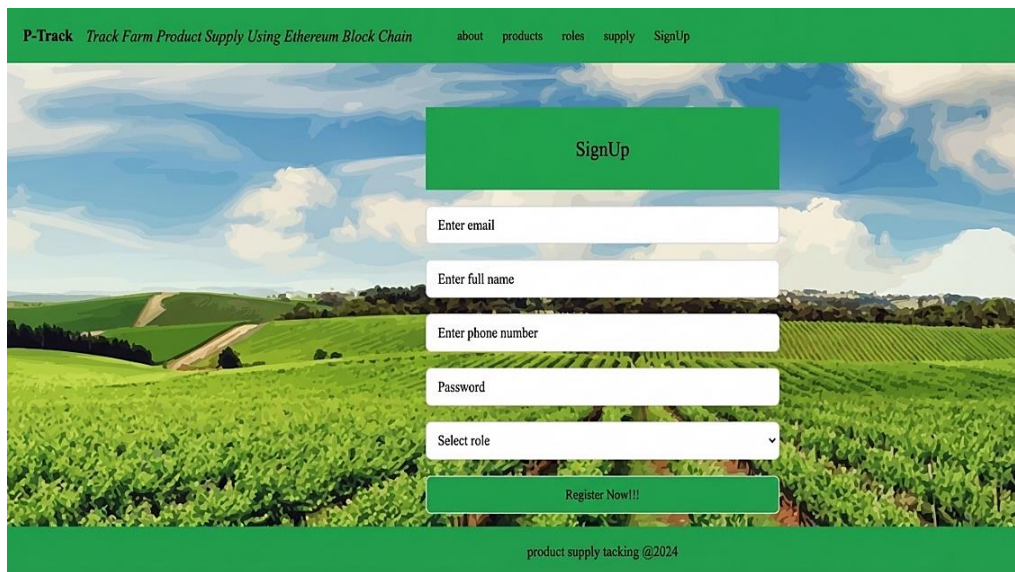 P-Track Track Farm Product Supply Using Ethereum Block Chain about products roles supply SignUp
SignUp
Enter email
Enter full name
Enter phone number
Password
Select role
Register Now!!!
product supply tacking @2024